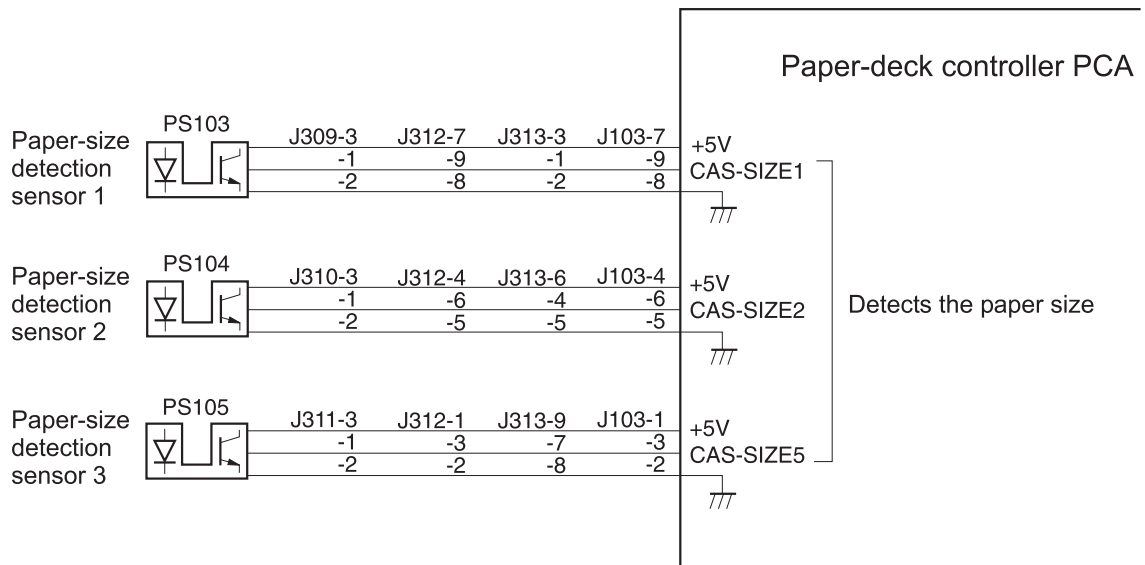 Paper-deck controller PCA
PS103
Paper-size
detection
sensor 1
J309-3 J312-7 J313-3 J103-7 +5V
-1 -9 -1 -9 CAS-SIZE1
-2 -8 -2 -8
PS104
Paper-size
detection
sensor 2
J310-3 J312-4 J313-6 J103-4 +5V
-1 -6 -4 -6 CAS-SIZE2
-2 -5 -5 -5
Detects the paper size
PS105
Paper-size
detection
sensor 3
J311-3 J312-1 J313-9 J103-1 +5V
-1 -3 -7 -3 CAS-SIZE5
-2 -2 -8 -2